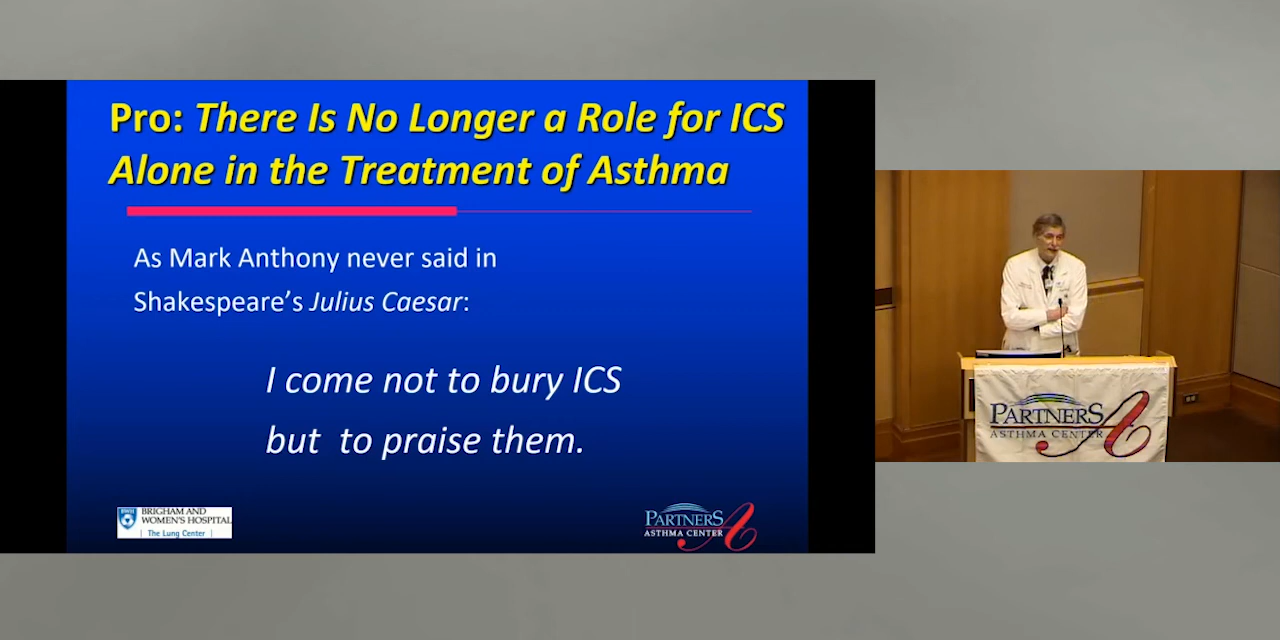 Pro: There Is No Longer a Role for ICS
Alone in the Treatment of Asthma
As Mark Anthony never said in
Shakespeare's Julius Caesar:
I come not to bury ICS
but to praise them.
BWH
BRIGHAM AND
WOMEN'S HOSPITAL
| The Lung Center |
PARTNERS A
ASTHMA CENTER
PARTNERS A
ASTHMA CENTER